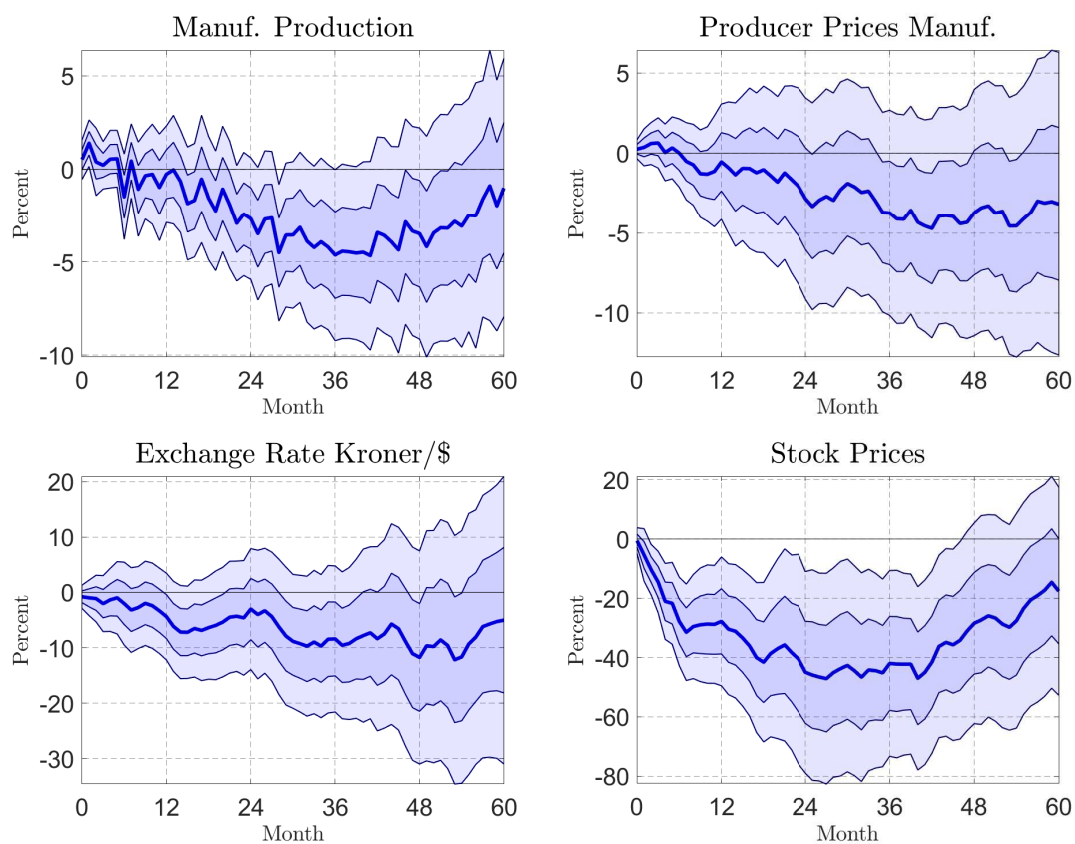 Manuf. Production
5
0
-5
-10
Percent
0 12 24 36 48 60
Month
Producer Prices Manuf.
5
0
-5
-10
Percent
0 12 24 36 48 60
Month
Exchange Rate Kroner/$
20
10
0
-10
-20
-30
Percent
0 12 24 36 48 60
Month
Stock Prices
20
0
-20
-40
-60
-80
Percent
0 12 24 36 48 60
Month